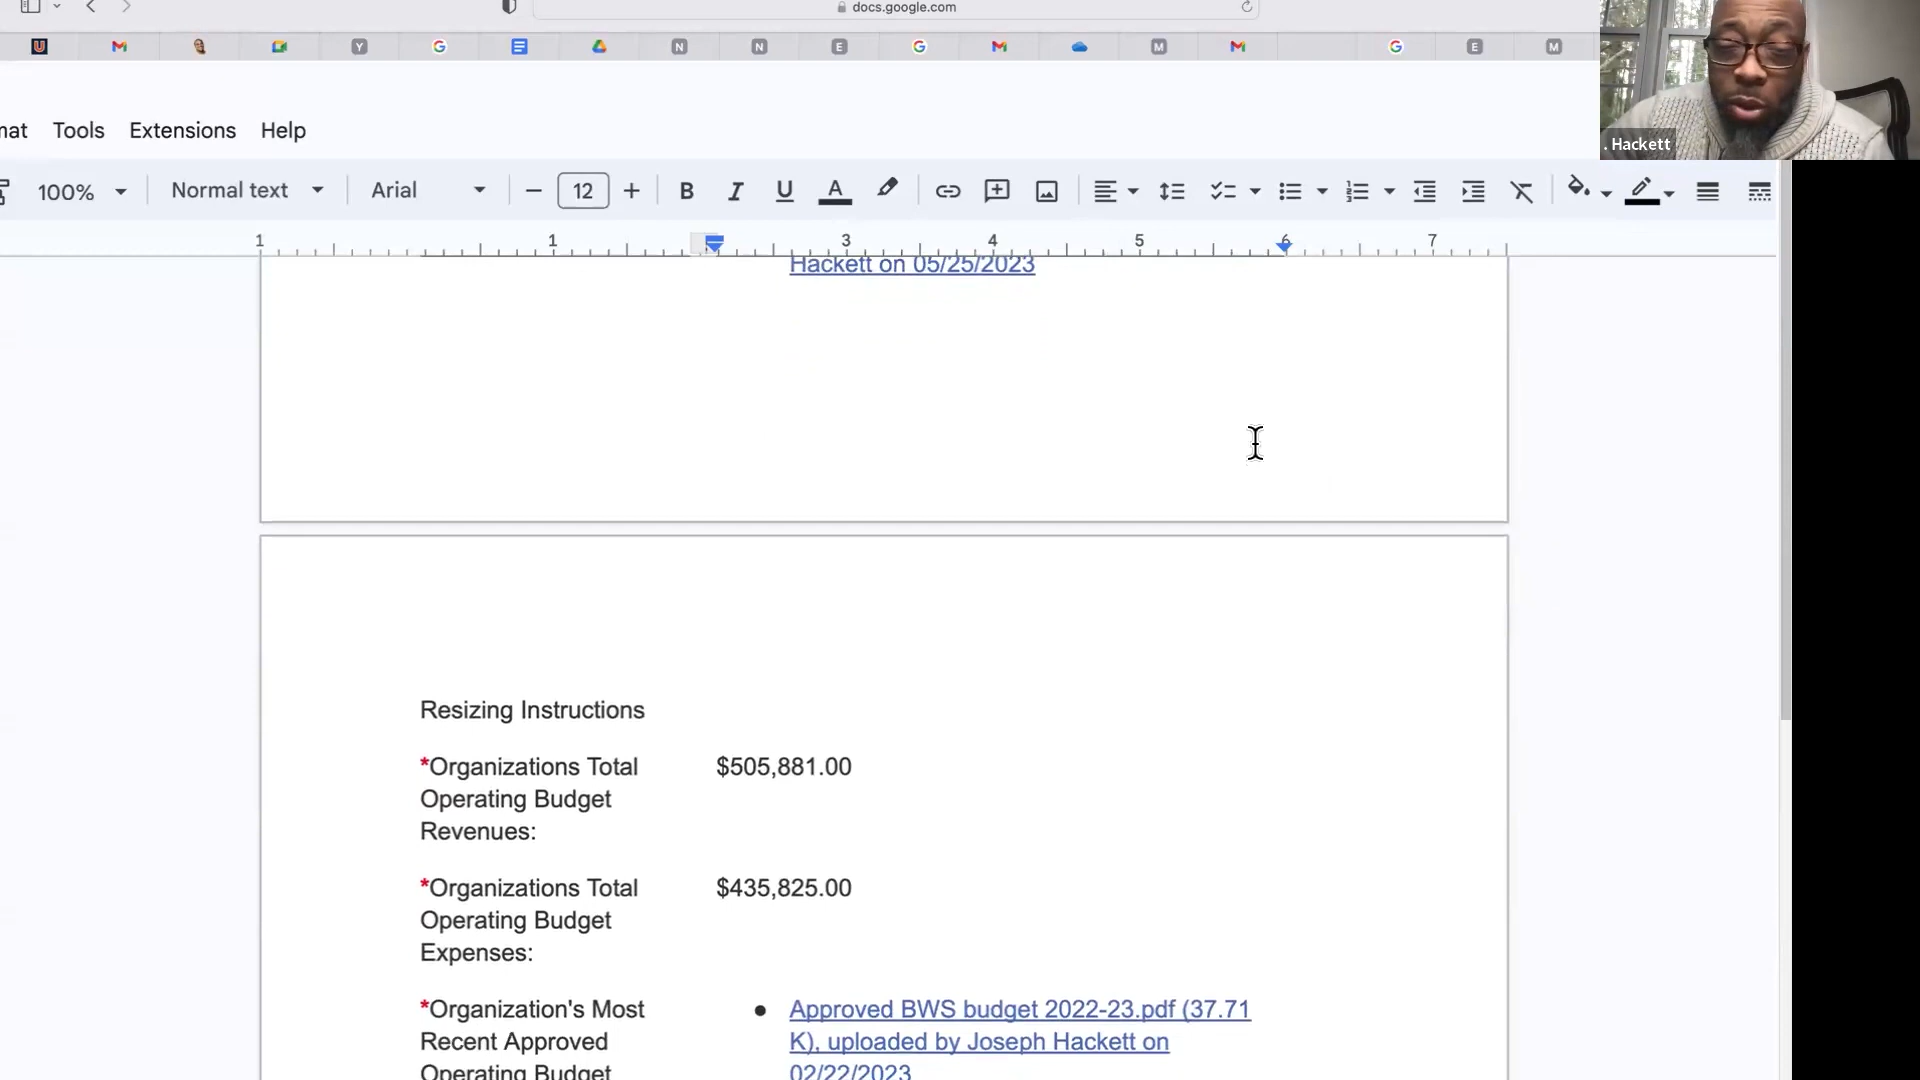 docs.google.com
U
Y
N
N
E
M
E
M
mat Tools Extensions Help
100% Normal text Arial 12 B I U A
1 1 3 4 5 6 7
. Hackett
Hackett on 05/25/2023
Resizing Instructions
*Organizations Total $505,881.00
Operating Budget
Revenues:
*Organizations Total $435,825.00
Operating Budget
Expenses:
*Organization's Most ● Approved BWS budget 2022-23.pdf (37.71
Recent Approved K), uploaded by Joseph Hackett on
Operating Budget 02/22/2023